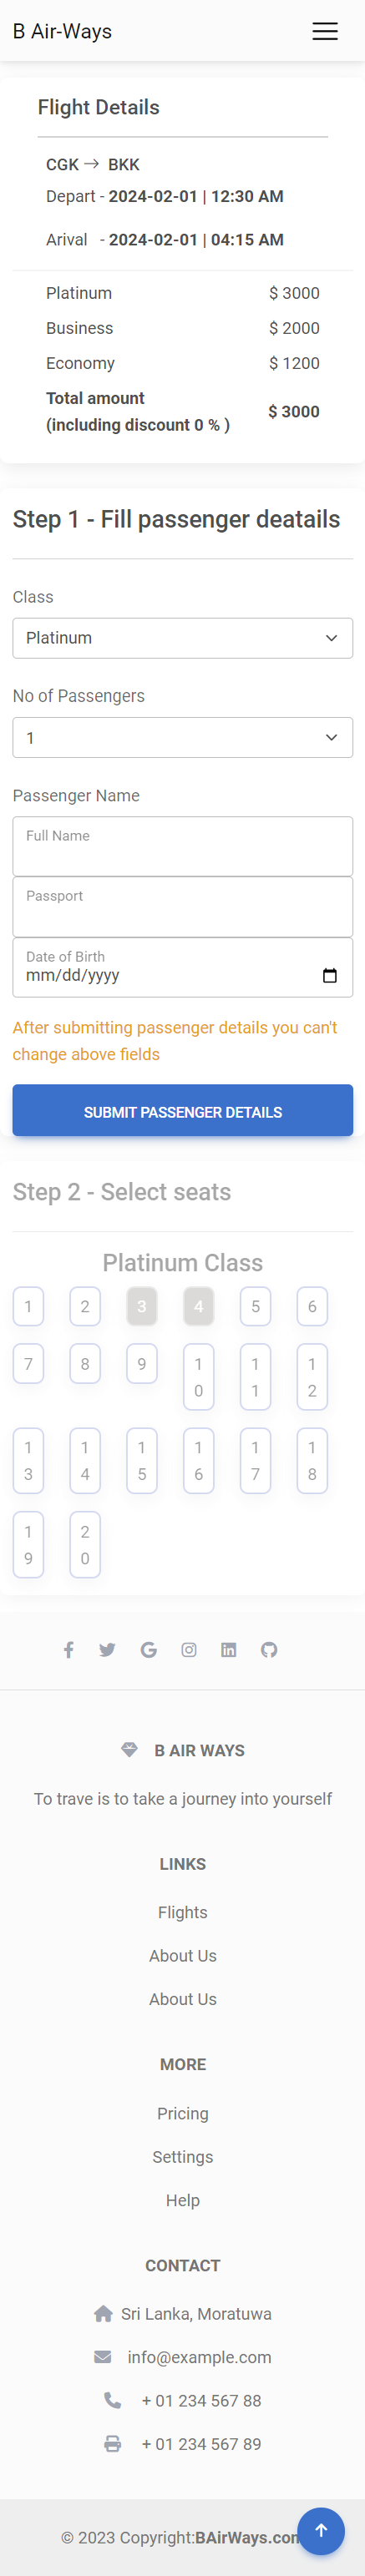 B Air-Ways
Flight Details
CGK → BKK
Depart - 2024-02-01 | 12:30 AM
Arival - 2024-02-01 | 04:15 AM
Platinum $ 3000
Business $ 2000
Economy $ 1200
Total amount
(including discount 0 % ) $ 3000
Step 1 - Fill passenger deatails
Class
Platinum
No of Passengers
1
Passenger Name
Full Name
Passport
Date of Birth
mm/dd/yyyy
After submitting passenger details you can't
change above fields
SUBMIT PASSENGER DETAILS
Step 2 - Select seats
Platinum Class
1 2 3 4 5 6
7 8 9 10 11 12
13 14 15 16 17 18
19 20
B AIR WAYS
To trave is to take a journey into yourself
LINKS
Flights
About Us
About Us
MORE
Pricing
Settings
Help
CONTACT
Sri Lanka, Moratuwa
info@example.com
+ 01 234 567 88
+ 01 234 567 89
© 2023 Copyright:BAirWays.com